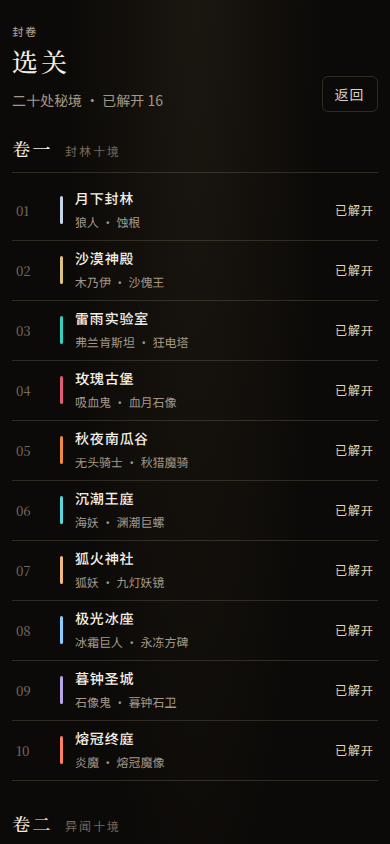 封卷
选关
二十处秘境 • 已解开 16
返回
卷一 封林十境
01 月下封林 已解开
狼人 • 蚀根
02 沙漠神殿 已解开
木乃伊 • 沙傀王
03 雷雨实验室 已解开
弗兰肯斯坦 • 狂电塔
04 玫瑰古堡 已解开
吸血鬼 • 血月石像
05 秋夜南瓜谷 已解开
无头骑士 • 秋猎魔骑
06 沉潮王庭 已解开
海妖 • 渊潮巨螺
07 狐火神社 已解开
狐妖 • 九灯妖镜
08 极光冰座 已解开
冰霜巨人 • 永冻方碑
09 暮钟圣城 已解开
石像鬼 • 暮钟石卫
10 熔冠终庭 已解开
炎魔 • 熔冠魔像
卷二 异闻十境